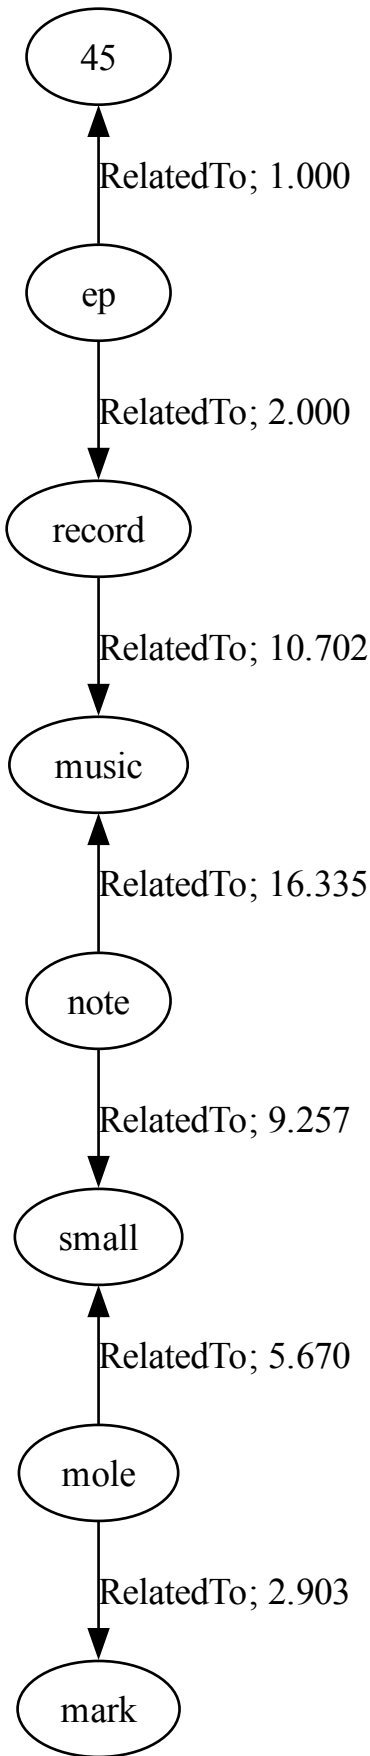 45
RelatedTo; 1.000
ep
RelatedTo; 2.000
record
RelatedTo; 10.702
music
RelatedTo; 16.335
note
RelatedTo; 9.257
small
RelatedTo; 5.670
mole
RelatedTo; 2.903
mark